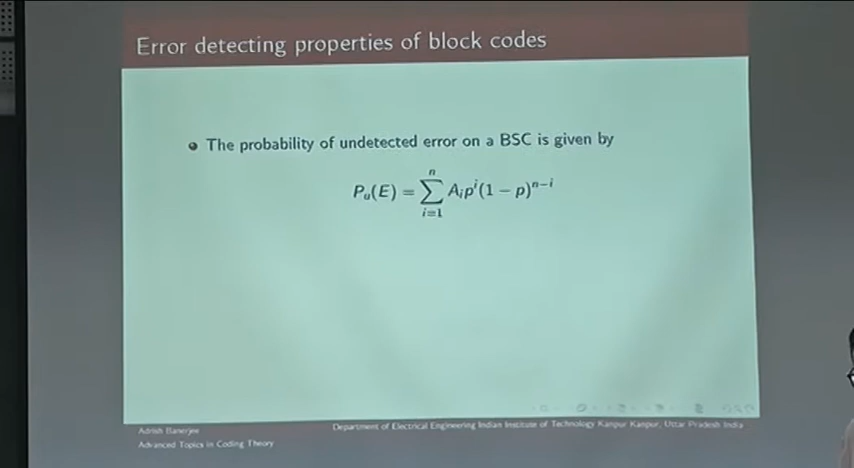 Error detecting properties of block codes
The probability of undetected error on a BSC is given by
P_u(E) = \sum_{i=1}^{n} A_i p^i (1 − p)^{n−i}
Adrish Banerjee
Department of Electrical Engineering Indian Institute of Technology Kanpur Kanpur, Uttar Pradesh India
Advanced Topics in Coding Theory